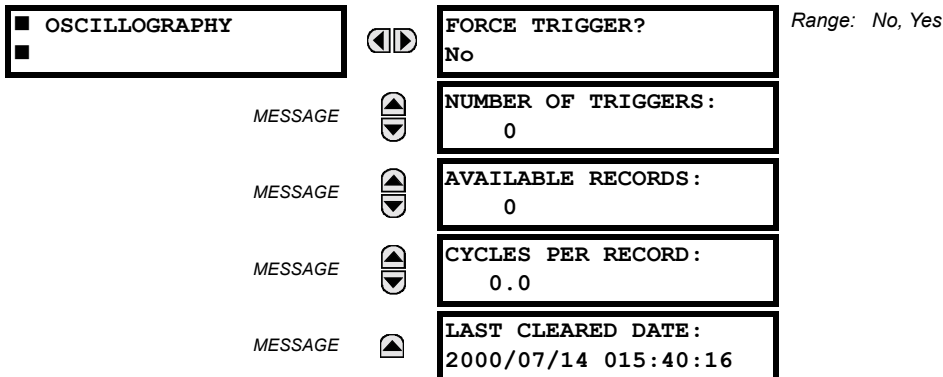 ■ OSCILLOGRAPHY
■
FORCE TRIGGER?
No
Range: No, Yes
MESSAGE
NUMBER OF TRIGGERS:
0
MESSAGE
AVAILABLE RECORDS:
0
MESSAGE
CYCLES PER RECORD:
0.0
MESSAGE
LAST CLEARED DATE:
2000/07/14 015:40:16